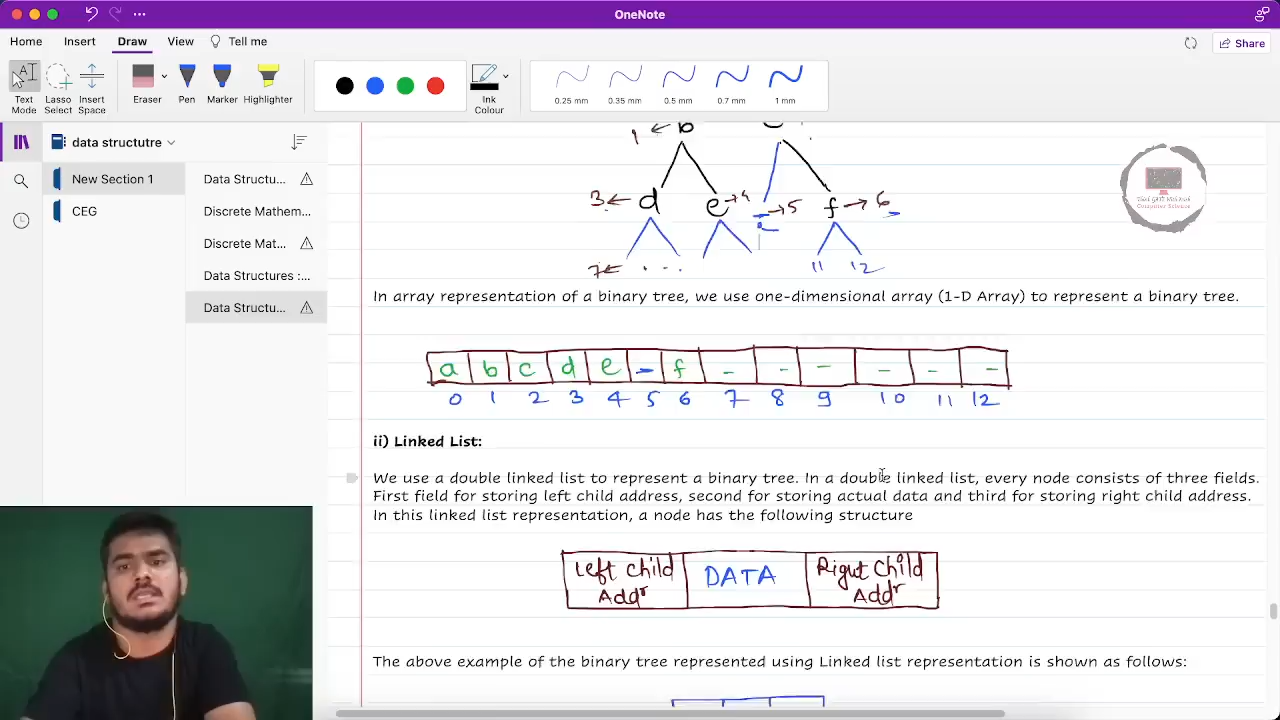 OneNote
Home Insert Draw View Tell me
Share
Text Mode
Lasso Select
Insert Space
Eraser
Pen
Marker
Highlighter
Ink Colour
0.25 mm 0.35 mm 0.5 mm 0.7 mm 1 mm
data structutre
New Section 1
CEG
Data Structu...
Discrete Mathem...
Discrete Mat...
Data Structures :...
Data Structu...
1 b
3 d e 4 5 f 6
7 . . . 11 12
In array representation of a binary tree, we use one-dimensional array (1-D Array) to represent a binary tree.
a b c d e - f - - - - - -
0 1 2 3 4 5 6 7 8 9 10 11 12
ii) Linked List:
We use a double linked list to represent a binary tree. In a double linked list, every node consists of three fields.
First field for storing left child address, second for storing actual data and third for storing right child address.
In this linked list representation, a node has the following structure
Left Child Addr
DATA
Right Child Addr
The above example of the binary tree represented using Linked list representation is shown as follows: